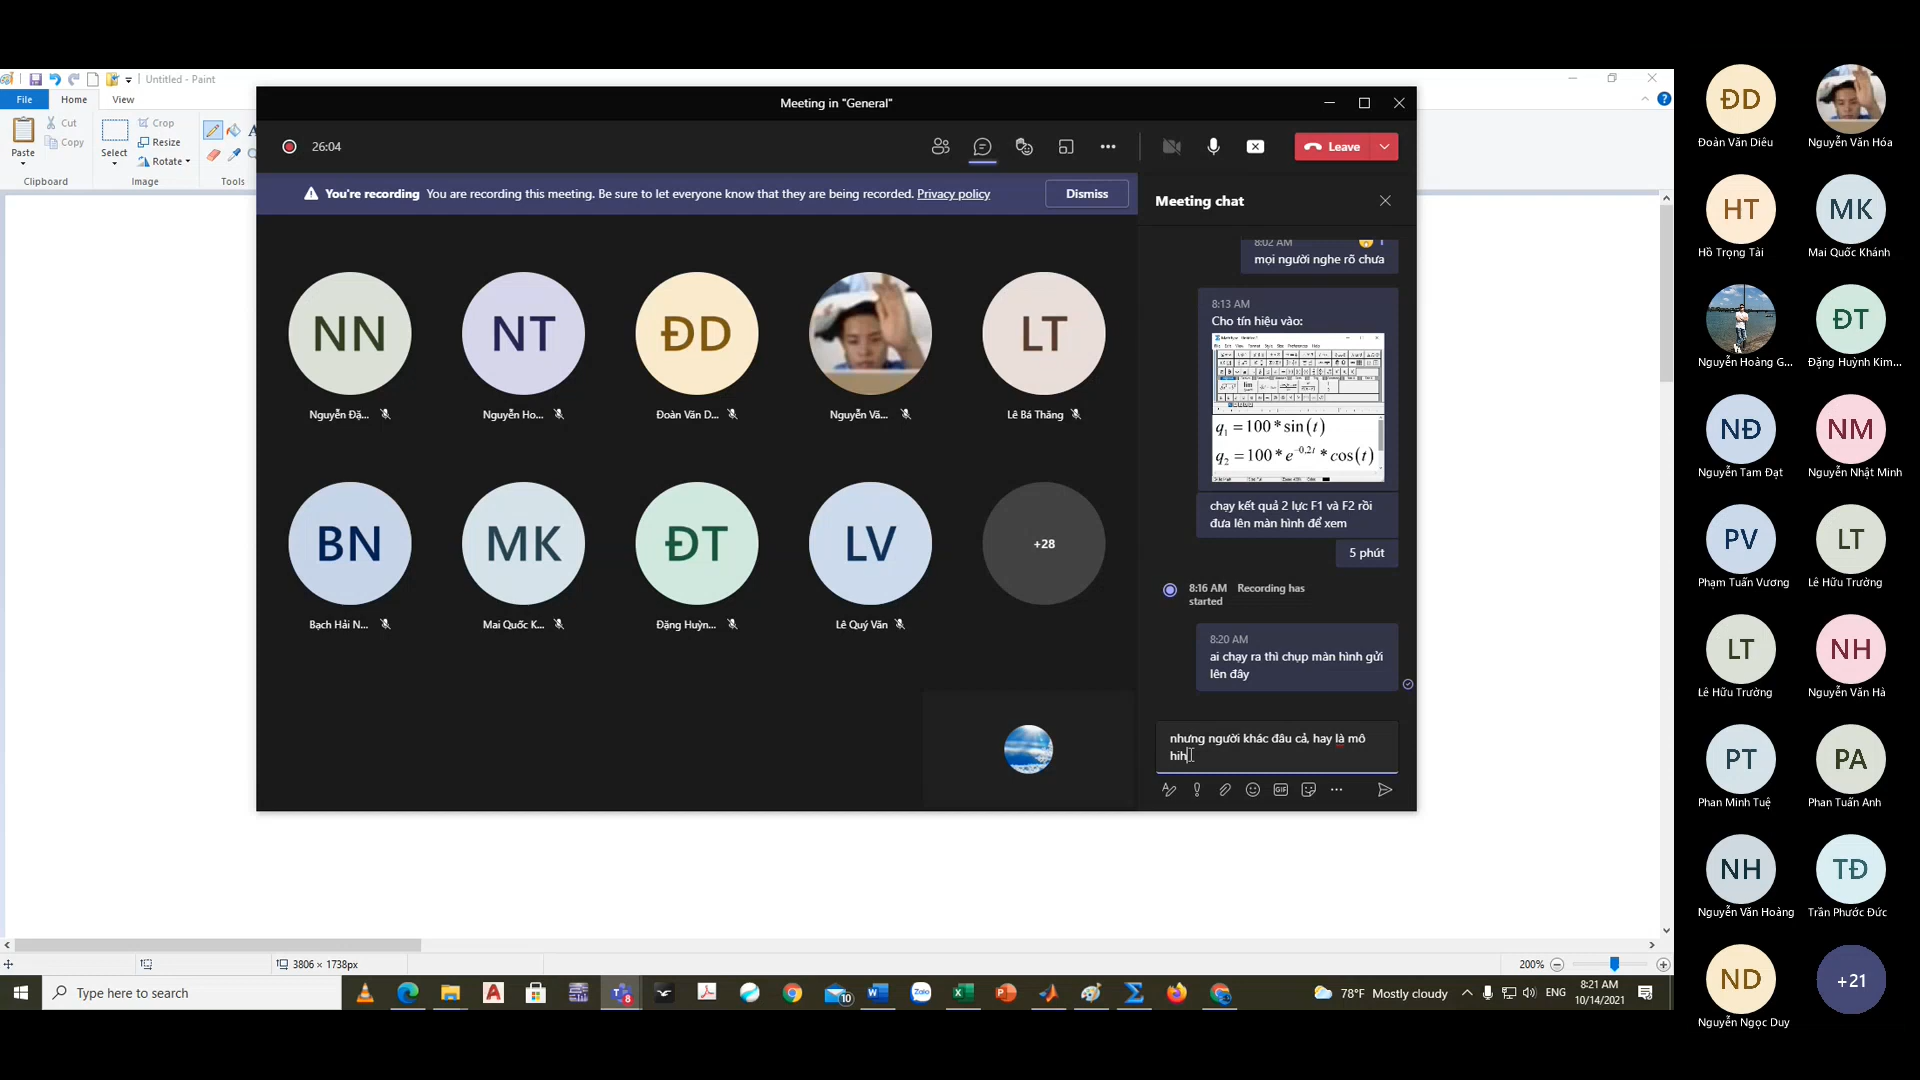 Untitled - Paint
File
Home
View
Paste
Cut
Copy
Clipboard
Select
Crop
Resize
Rotate
Image
Tools
Meeting in "General"
26:04
Leave
You're recording You are recording this meeting. Be sure to let everyone know that they are being recorded. Privacy policy
Dismiss
NN
NT
ĐD
LT
Nguyễn Đặ...
Nguyễn Ho...
Đoàn Văn D...
Nguyễn Vă...
Lê Bá Thăng
BN
MK
ĐT
LV
+28
Bạch Hải N...
Mai Quốc K...
Đặng Huỳn...
Lê Quý Văn
Meeting chat
8:02 AM
1
mọi người nghe rõ chưa
8:13 AM
Cho tín hiệu vào:
q₁ = 100 * sin(t)
q₂ = 100 * e^-0,2t * cos(t)
chạy kết quả 2 lực F1 và F2 rồi
đưa lên màn hình để xem
5 phút
8:16 AM Recording has
started
8:20 AM
ai chạy ra thì chụp màn hình gửi
lên đây
nhưng người khác đâu cả, hay là mô
hih
GIF
3806 × 1738px
200%
Type here to search
8
10
Zalo
78°F Mostly cloudy
ENG
8:21 AM
10/14/2021
ĐD
Đoàn Văn Diêu
Nguyễn Văn Hóa
HT
MK
Hồ Trọng Tài
Mai Quốc Khánh
ĐT
Nguyễn Hoàng G...
Đặng Huỳnh Kim...
NĐ
NM
Nguyễn Tam Đạt
Nguyễn Nhật Minh
PV
LT
Phạm Tuấn Vương
Lê Hữu Trường
LT
NH
Lê Hữu Trường
Nguyễn Văn Hà
PT
PA
Phan Minh Tuệ
Phan Tuấn Anh
NH
TĐ
Nguyễn Văn Hoàng
Trần Phước Đức
ND
+21
Nguyễn Ngọc Duy